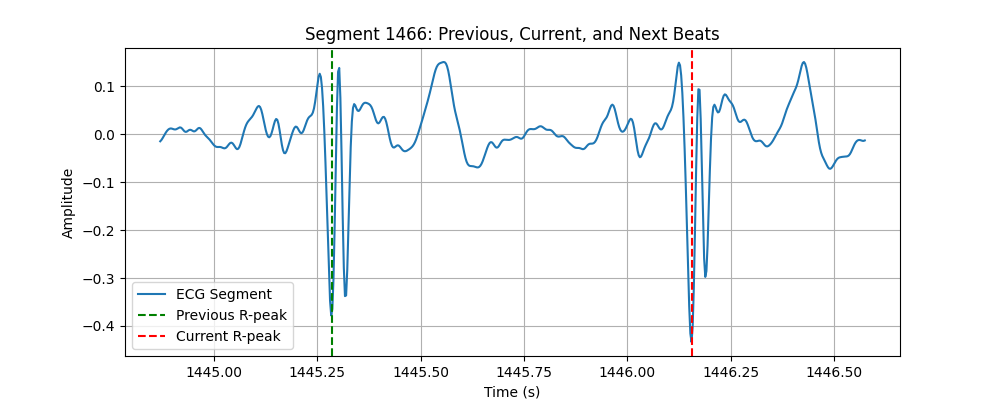 Segment 1466: Previous, Current, and Next Beats
Amplitude
0.1
0.0
−0.1
−0.2
−0.3
−0.4
ECG Segment
Previous R-peak
Current R-peak
1445.00 1445.25 1445.50 1445.75 1446.00 1446.25 1446.50
Time (s)